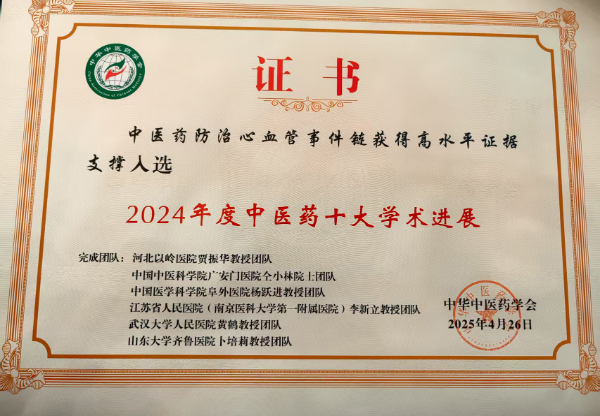 中华中医药学会
证书
中医药防治心血管事件链获得高水平证据
支撑人选
2024年度中医药十大学术进展
完成团队：河北以岭医院贾振华教授团队
中国中医科学院广安门医院仝小林院士团队
中国医学科学院阜外医院杨跃进教授团队
江苏省人民医院（南京医科大学第一附属医院）李新立教授团队
武汉大学人民医院黄鹤教授团队
山东大学齐鲁医院卜培莉教授团队
中华中医药学会
2025年4月26日